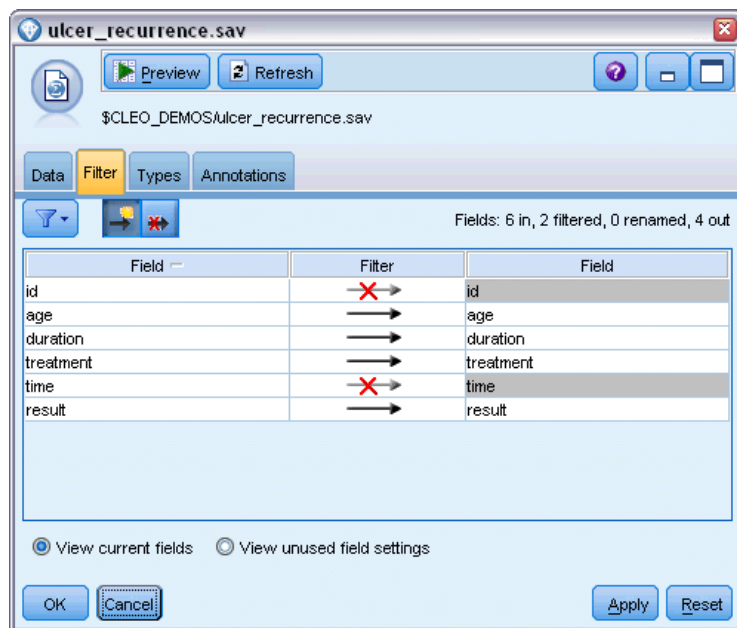 ulcer_recurrence.sav
Preview Refresh
$CLEO_DEMOS/ulcer_recurrence.sav
Data Filter Types Annotations
Fields: 6 in, 2 filtered, 0 renamed, 4 out
Field Filter Field
id id
age age
duration duration
treatment treatment
time time
result result
View current fields View unused field settings
OK Cancel Apply Reset